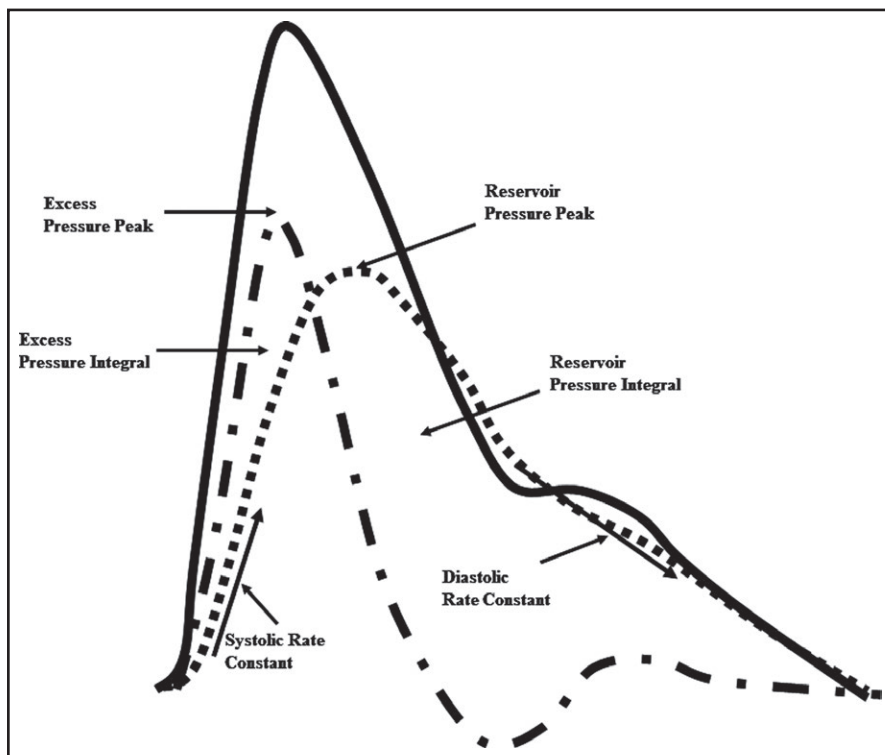 Excess
Pressure Peak
Reservoir
Pressure Peak
Excess
Pressure Integral
Reservoir
Pressure Integral
Diastolic
Rate Constant
Systolic Rate
Constant